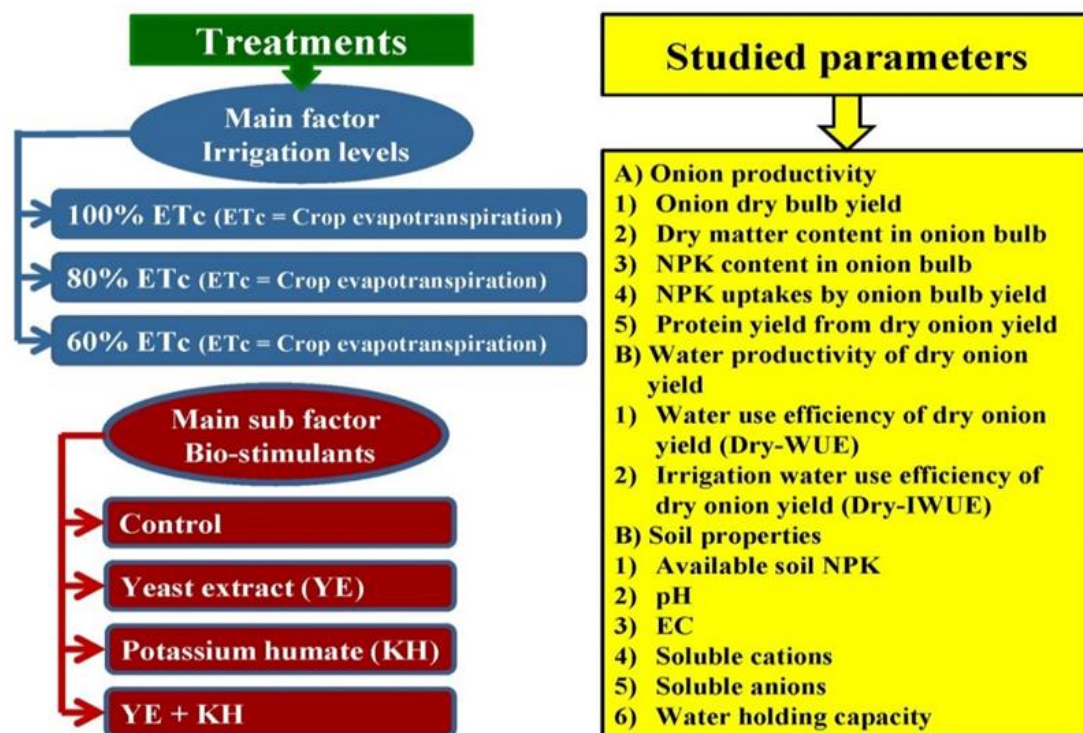 Treatments
Main factor
Irrigation levels
100% ETc (ETc = Crop evapotranspiration)
80% ETc (ETc = Crop evapotranspiration)
60% ETc (ETc = Crop evapotranspiration)
Main sub factor
Bio-stimulants
Control
Yeast extract (YE)
Potassium humate (KH)
YE + KH
Studied parameters
A) Onion productivity
1) Onion dry bulb yield
2) Dry matter content in onion bulb
3) NPK content in onion bulb
4) NPK uptakes by onion bulb yield
5) Protein yield from dry onion yield
B) Water productivity of dry onion
yield
1) Water use efficiency of dry onion
yield (Dry-WUE)
2) Irrigation water use efficiency of
dry onion yield (Dry-IWUE)
B) Soil properties
1) Available soil NPK
2) pH
3) EC
4) Soluble cations
5) Soluble anions
6) Water holding capacity